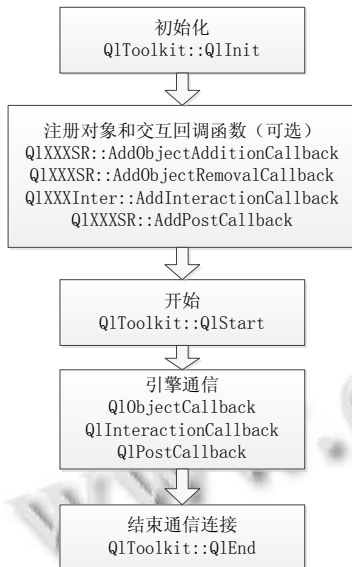 初始化
QlToolkit::QlInit
注册对象和交互回调函数（可选）
QlXXXSR::AddObjectAdditionCallback
QlXXXSR::AddObjectRemovalCallback
QlXXXInter::AddInteractionCallback
QlXXXSR::AddPostCallback
开始
QlToolkit::QlStart
引擎通信
QlObjectCallback
QlInteractionCallback
QlPostCallback
结束通信连接
QlToolkit::QlEnd